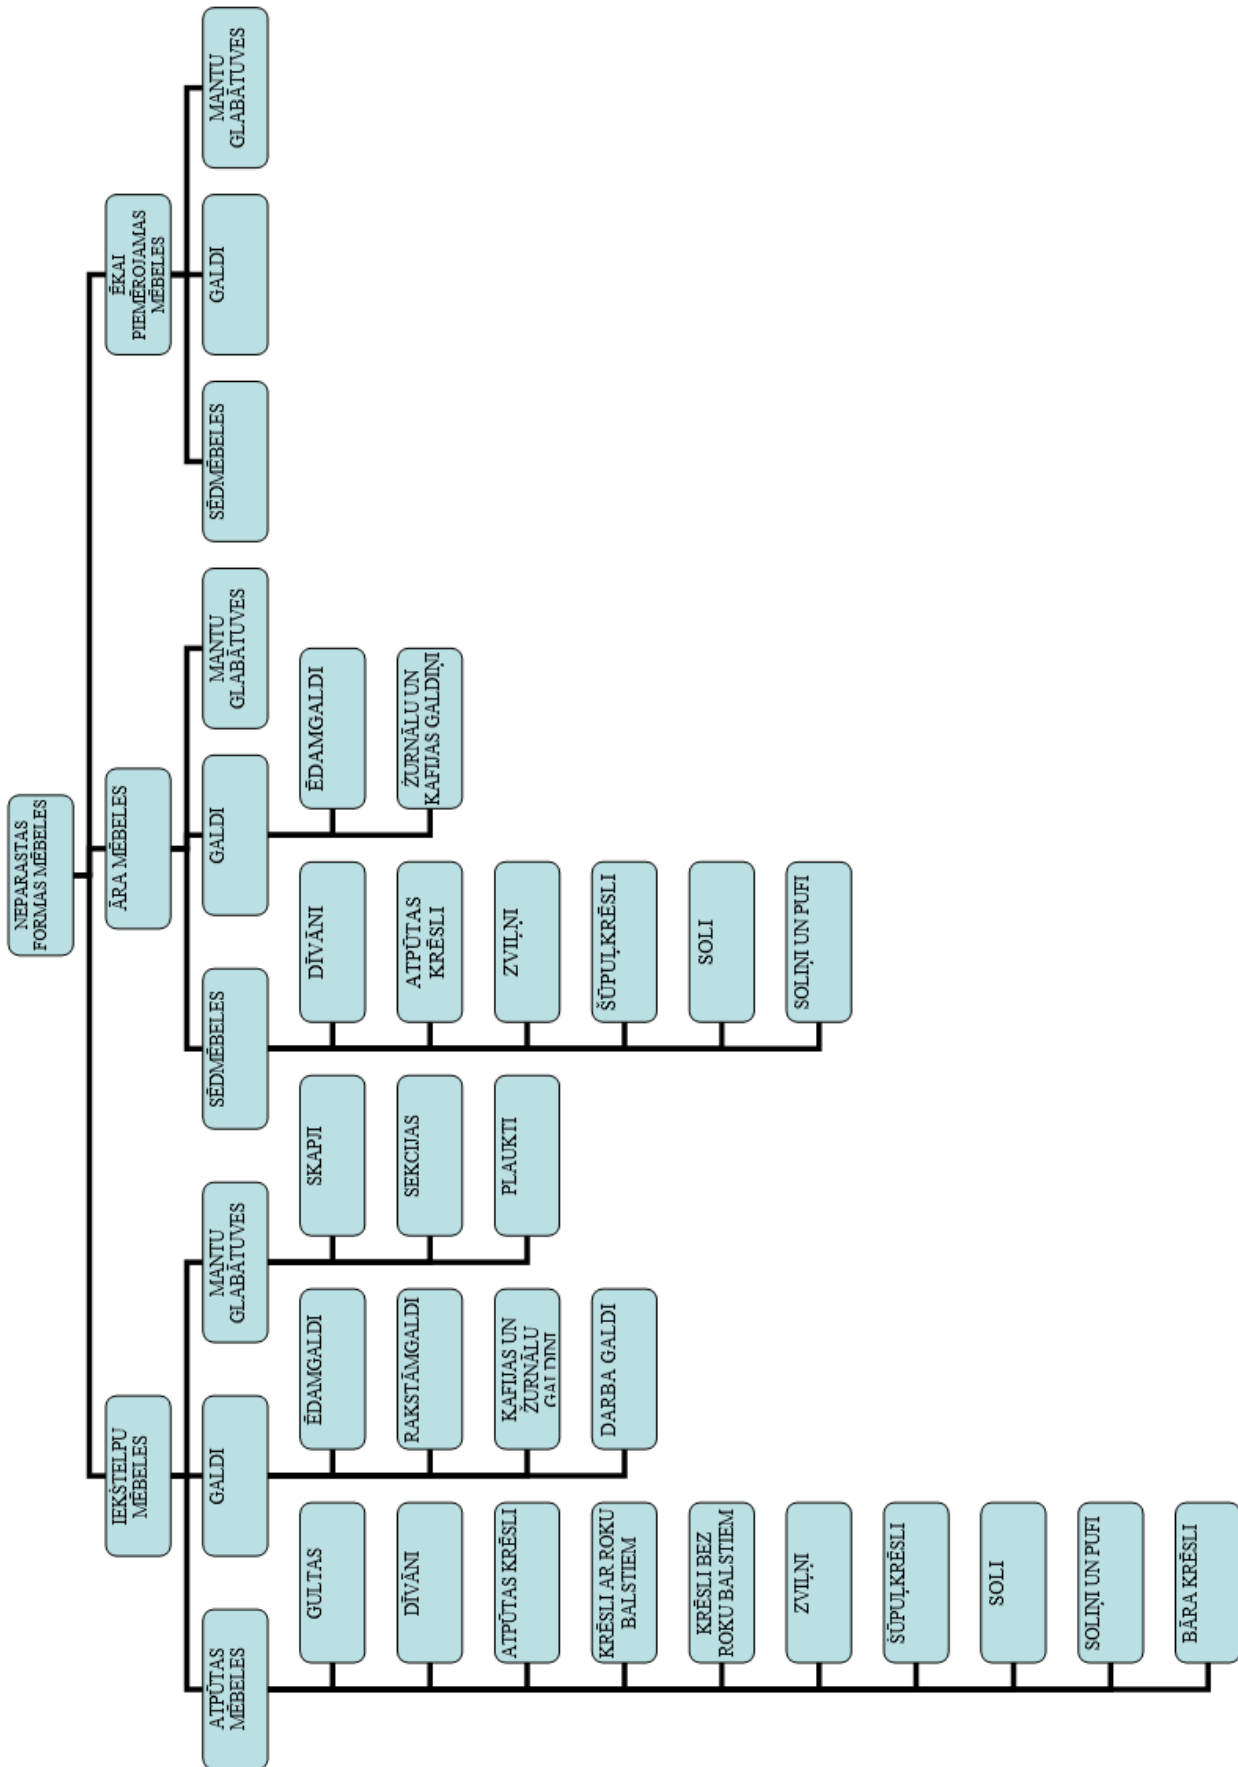 NEPARASTAS
FORMAS MĒBELES
IEKŠTELPU
MĒBELES
ATPŪTAS
MĒBELES
GULTAS
DĪVĀNI
ATPŪTAS KRĒSLI
KRĒSLI AR ROKU
BALSTIEM
KRĒSLI BEZ
ROKU BALSTIEM
ZVIĻŅI
ŠŪPUĻKRĒSLI
SOLI
SOLIŅI UN PUFI
BĀRA KRĒSLI
GALDI
ĒDAMGALDI
RAKSTĀMGALDI
KAFIJAS UN
ŽURNĀLU
GALDIŅI
DARBA GALDI
MANTU
GLABĀTUVES
SKAPJI
SEKCIJAS
PLAUKTI
ĀRA MĒBELES
SĒDMĒBELES
DĪVĀNI
ATPŪTAS
KRĒSLI
ZVIĻŅI
ŠŪPUĻKRĒSLI
SOLI
SOLIŅI UN PUFI
GALDI
ĒDAMGALDI
ŽURNĀLU UN
KAFIJAS GALDIŅI
MANTU
GLABĀTUVES
ĒKAI
PIEMĒROJAMAS
MĒBELES
SĒDMĒBELES
GALDI
MANTU
GLABĀTUVES